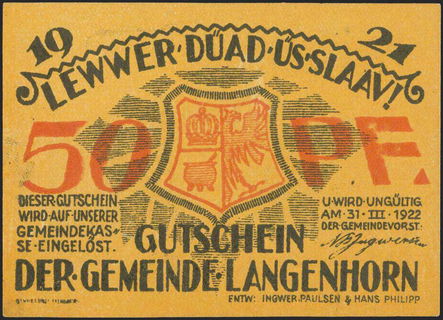 19 21
LEWWER·DÜAD·ÜS·SLAAV!
50 PF.
DIESER GUTSCHEIN
WIRD·AUF·UNSERER
GEMEINDEKAS=
SE·EINGELÖST.
U·WIRD·UNGÜLTIG
AM·31·III·1922
DER·GEMEINDEVORST:
GUTSCHEIN
DER·GEMEINDE·LANGENHORN
ENTW: INGWER·PAULSEN & HANS PHILIPP